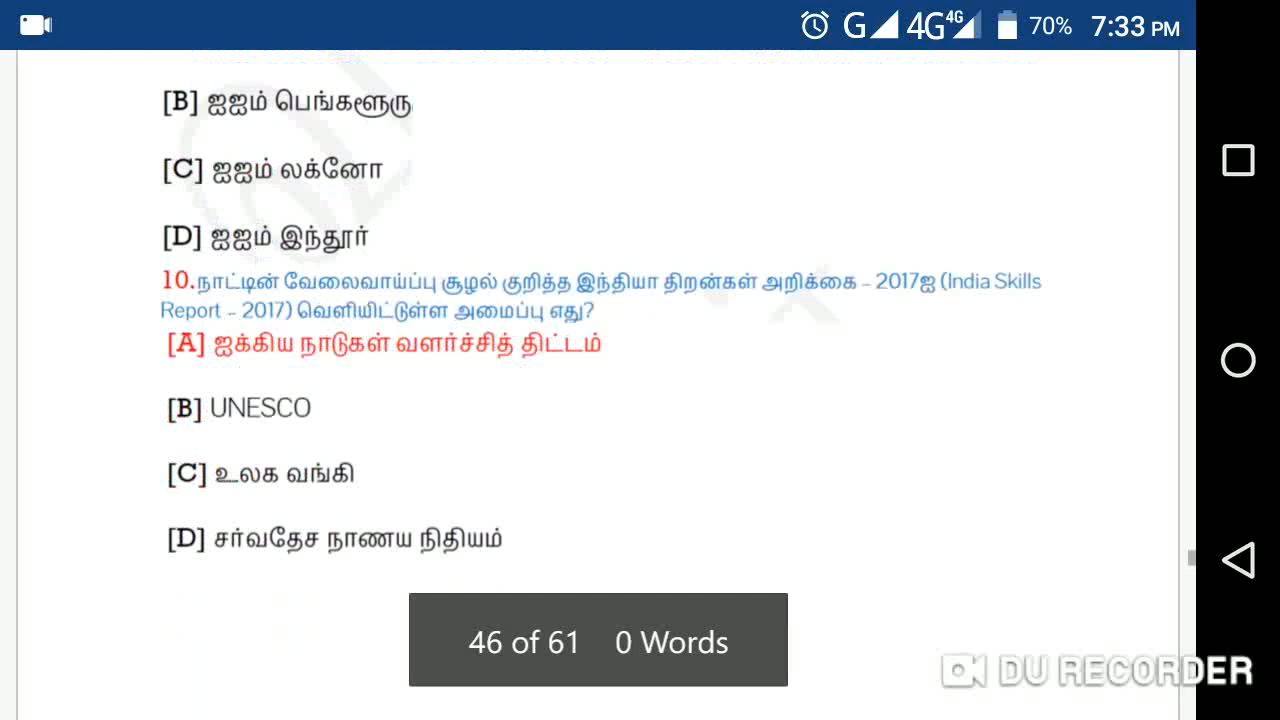 G 4G 4G 70% 7:33 PM
[B] ஐஐம் பெங்களூரு
[C] ஐஐம் லக்னோ
[D] ஐஐம் இந்தூர்
10.நாட்டின் வேலைவாய்ப்பு சூழல் குறித்த இந்தியா திறன்கள் அறிக்கை – 2017ஐ (India Skills
Report – 2017) வெளியிட்டுள்ள அமைப்பு எது?
[A] ஐக்கிய நாடுகள் வளர்ச்சித் திட்டம்
[B] UNESCO
[C] உலக வங்கி
[D] சர்வதேச நாணய நிதியம்
46 of 61 0 Words
DU RECORDER